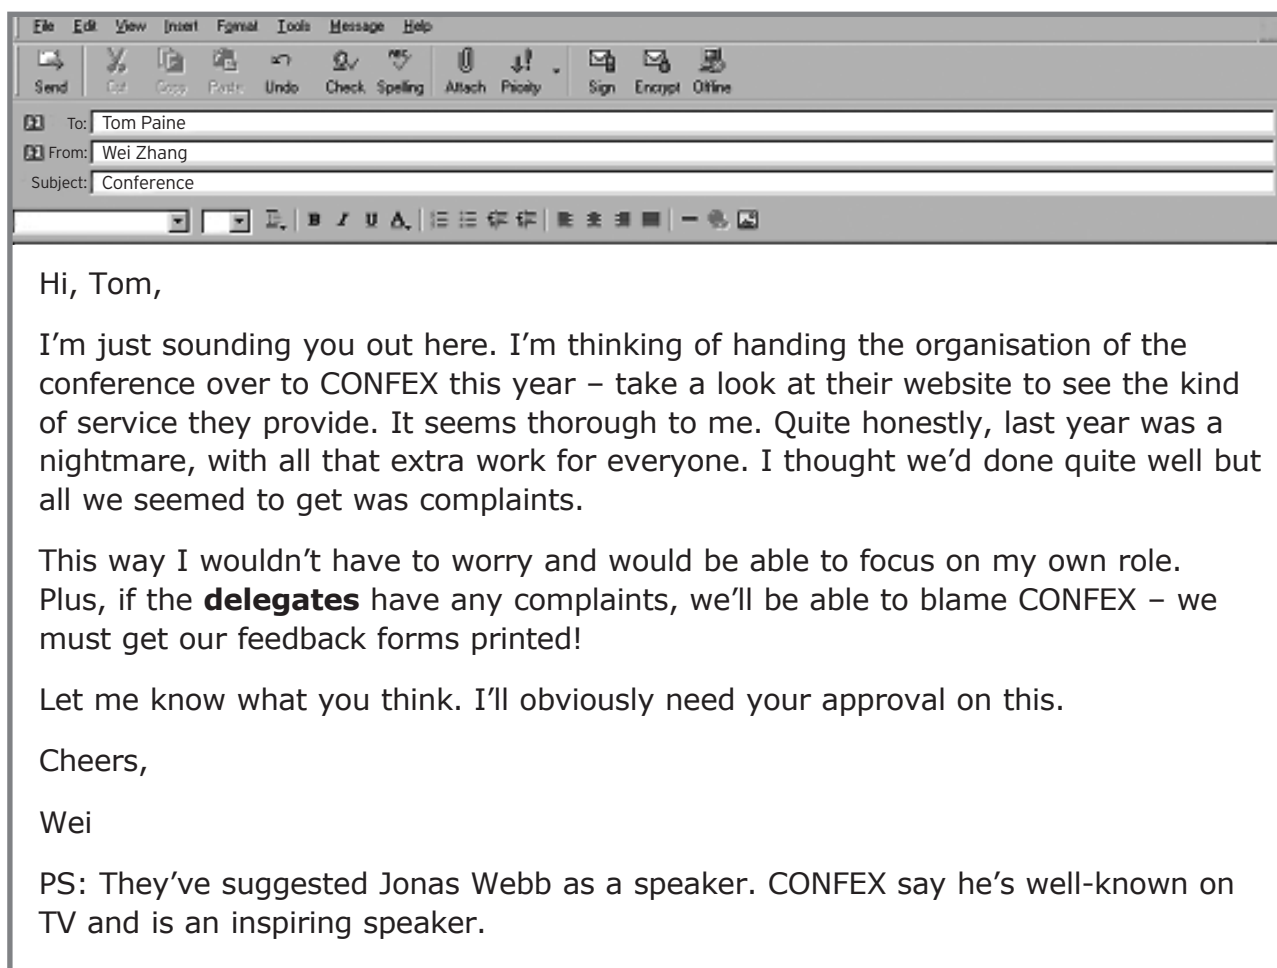 File Edit View Insert Format Tools Message Help
Send Cut Copy Paste Undo Check Spelling Attach Priority Sign Encrypt Offline
To: Tom Paine
From: Wei Zhang
Subject: Conference
Hi, Tom,
I’m just sounding you out here. I’m thinking of handing the organisation of the
conference over to CONFEX this year – take a look at their website to see the kind
of service they provide. It seems thorough to me. Quite honestly, last year was a
nightmare, with all that extra work for everyone. I thought we’d done quite well but
all we seemed to get was complaints.
This way I wouldn’t have to worry and would be able to focus on my own role.
Plus, if the delegates have any complaints, we’ll be able to blame CONFEX – we
must get our feedback forms printed!
Let me know what you think. I’ll obviously need your approval on this.
Cheers,
Wei
PS: They’ve suggested Jonas Webb as a speaker. CONFEX say he’s well-known on
TV and is an inspiring speaker.